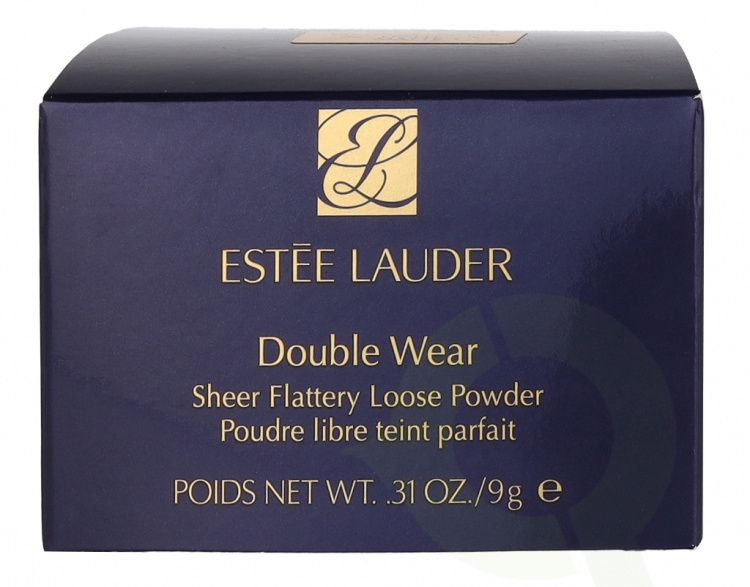 ESTĒE LAUDER
Double Wear
Sheer Flattery Loose Powder
Poudre libre teint parfait
POIDS NET WT. .31 OZ./9g ℮